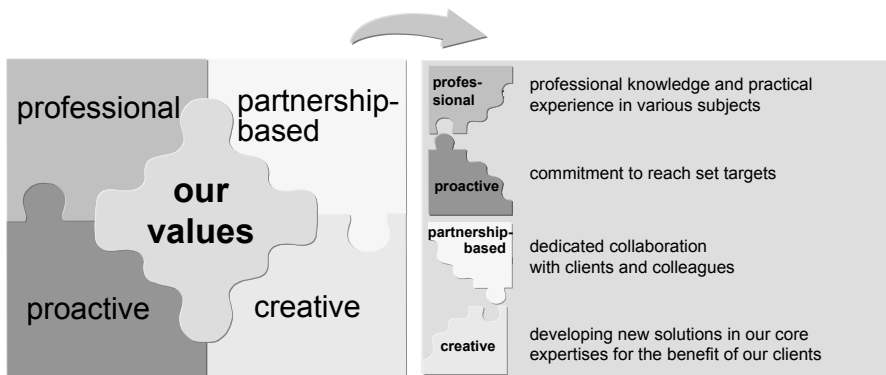 professional
partnership-
based
our
values
proactive
creative
profes-
sional
professional knowledge and practical
experience in various subjects
proactive
commitment to reach set targets
partnership-
based
dedicated collaboration
with clients and colleagues
creative
developing new solutions in our core
expertises for the benefit of our clients